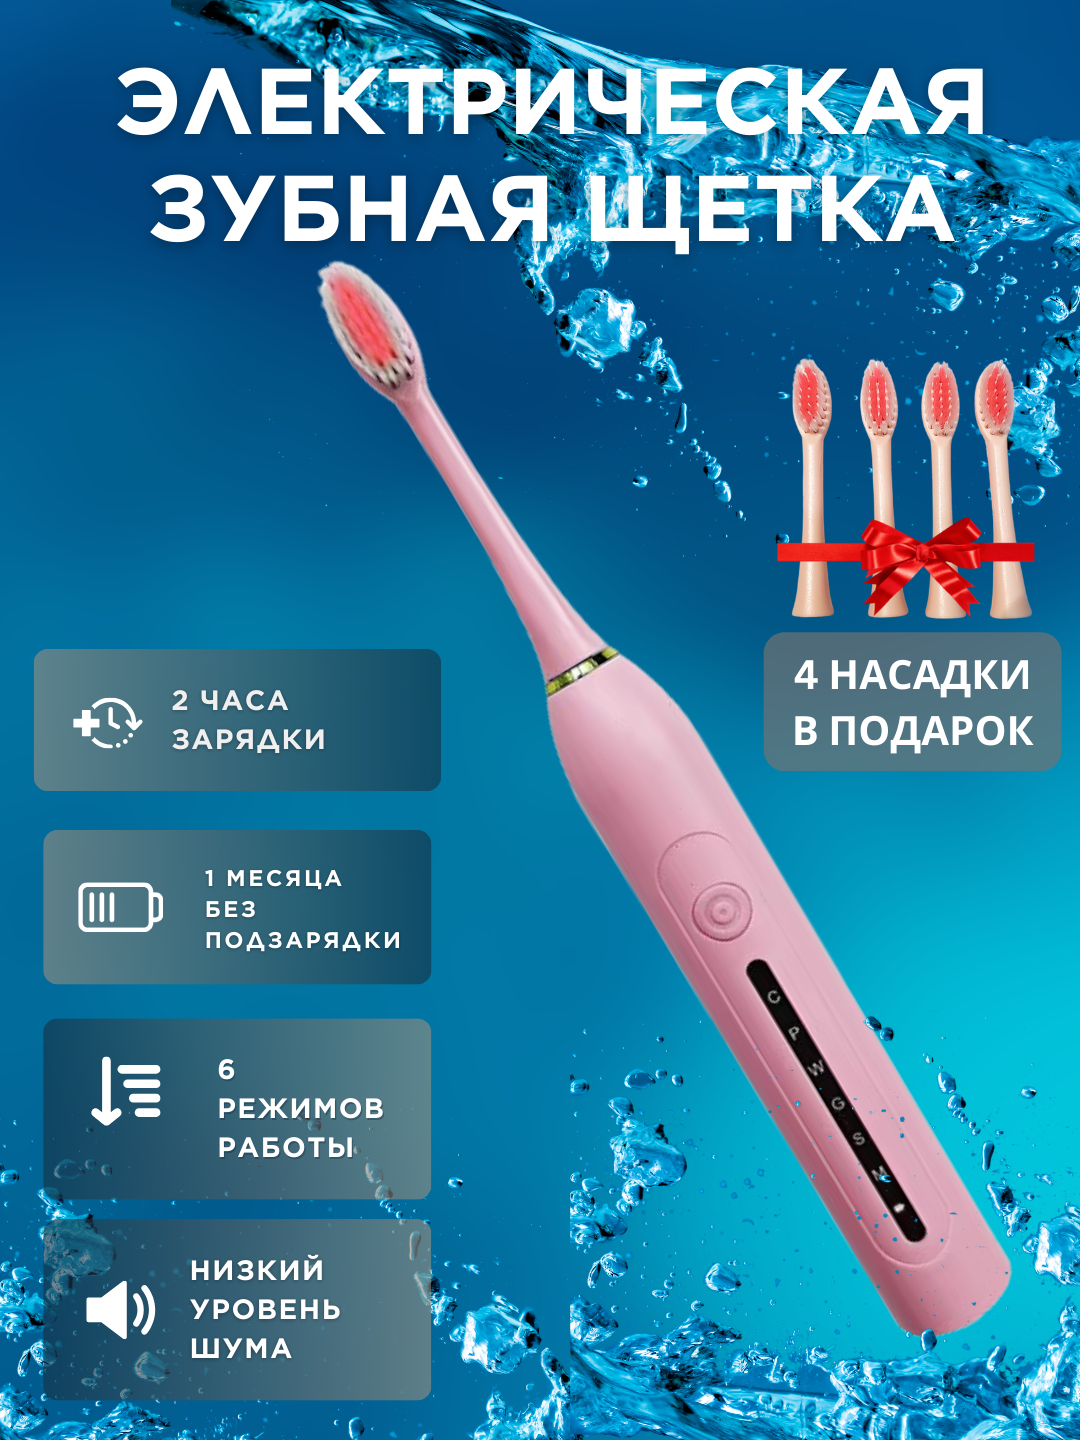 ЭЛЕКТРИЧЕСКАЯ
ЗУБНАЯ ЩЕТКА
4 НАСАДКИ
В ПОДАРОК
2 ЧАСА
ЗАРЯДКИ
1 МЕСЯЦА
БЕЗ
ПОДЗАРЯДКИ
6
РЕЖИМОВ
РАБОТЫ
НИЗКИЙ
УРОВЕНЬ
ШУМА
C
P
W
G
S
M